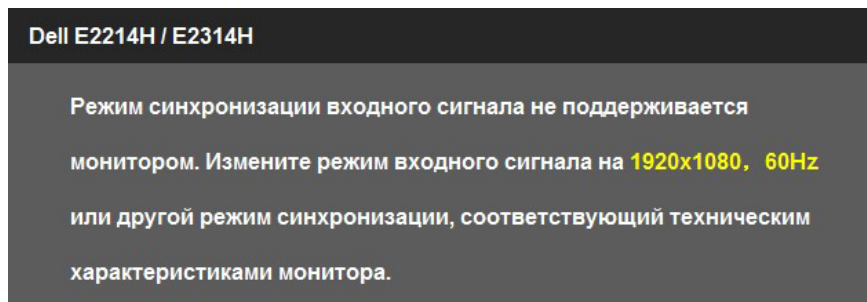 Dell E2214H / E2314H
Режим синхронизации входного сигнала не поддерживается
монитором. Измените режим входного сигнала на 1920x1080， 60Hz
или другой режим синхронизации, соответствующий техническим
характеристиками монитора.